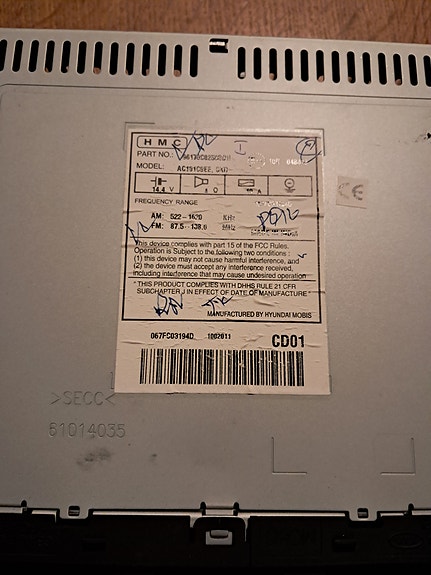 HMC
PART NO.:
MODEL:
14.4 V
FREQUENCY RANGE
AM: 522 - 1620 KHz
FM: 87.5 - 108.0 MHz
This device complies with part 15 of the FCC Rules.
Operation is Subject to the following two conditions :
(1) this device may not cause harmful interference, and
(2) the device must accept any interference received,
including interference that may cause undesired operation
" THIS PRODUCT COMPLIES WITH DHHS RULE 21 CFR
SUBCHAPTER J IN EFFECT OF DATE OF MANUFACTURE "
MANUFACTURED BY HYUNDAI MOBIS
067FC03194D 1002011 CD01
CE
>SECC<
61014035